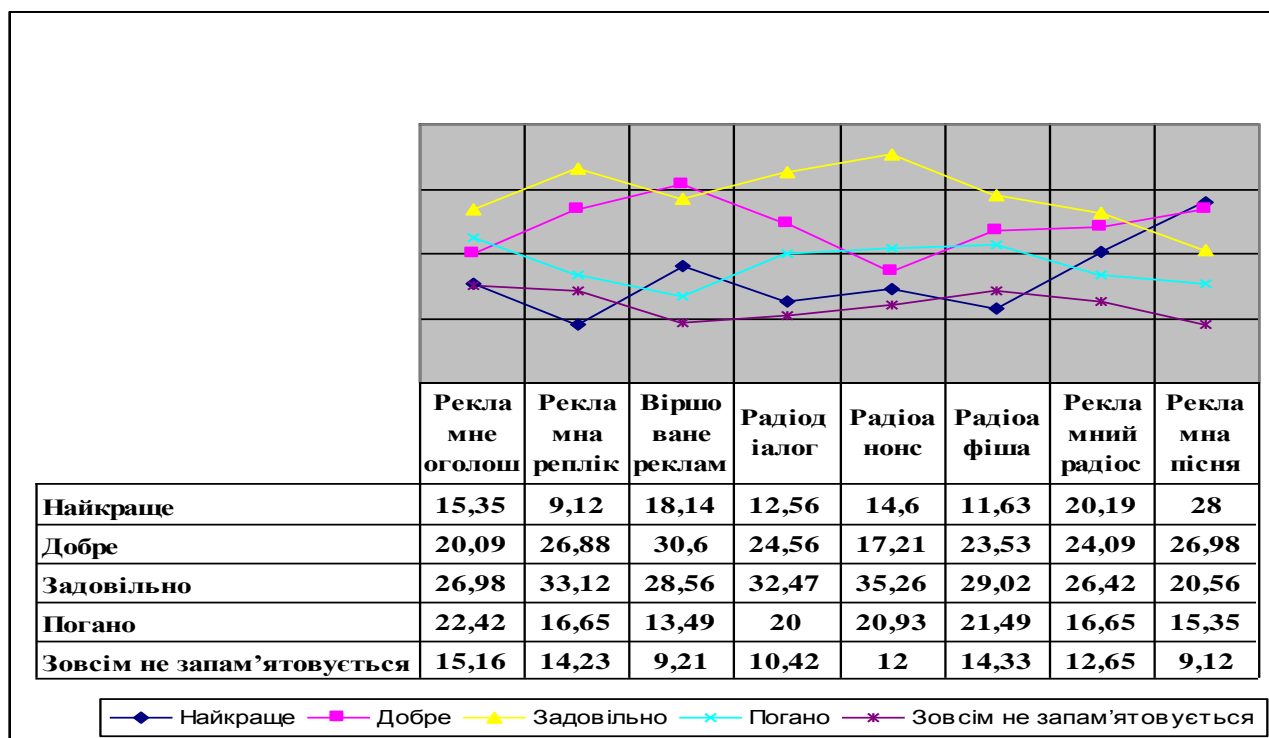 Рекла Рекла Віршо Радіод Радіоа Радіоа Рекла Рекла
мне мна ване іалог нонс фіша мний мна
оголош реплік реклам радіос пісня
Найкраще 15,35 9,12 18,14 12,56 14,6 11,63 20,19 28
Добре 20,09 26,88 30,6 24,56 17,21 23,53 24,09 26,98
Задовільно 26,98 33,12 28,56 32,47 35,26 29,02 26,42 20,56
Погано 22,42 16,65 13,49 20 20,93 21,49 16,65 15,35
Зовсім не запам’ятовується 15,16 14,23 9,21 10,42 12 14,33 12,65 9,12
Найкраще Добре Задовільно Погано Зовсім не запам’ятовується